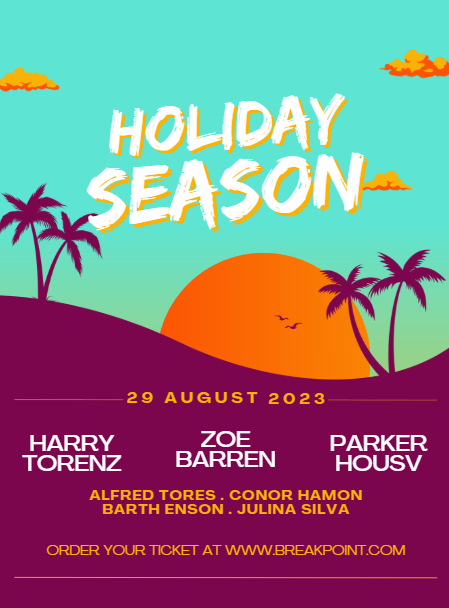 HOLIDAY
SEASON
29 AUGUST 2023
HARRY
TORENZ
ZOE
BARREN
PARKER
HOUSV
ALFRED TORES . CONOR HAMON
BARTH ENSON . JULINA SILVA
ORDER YOUR TICKET AT WWW.BREAKPOINT.COM